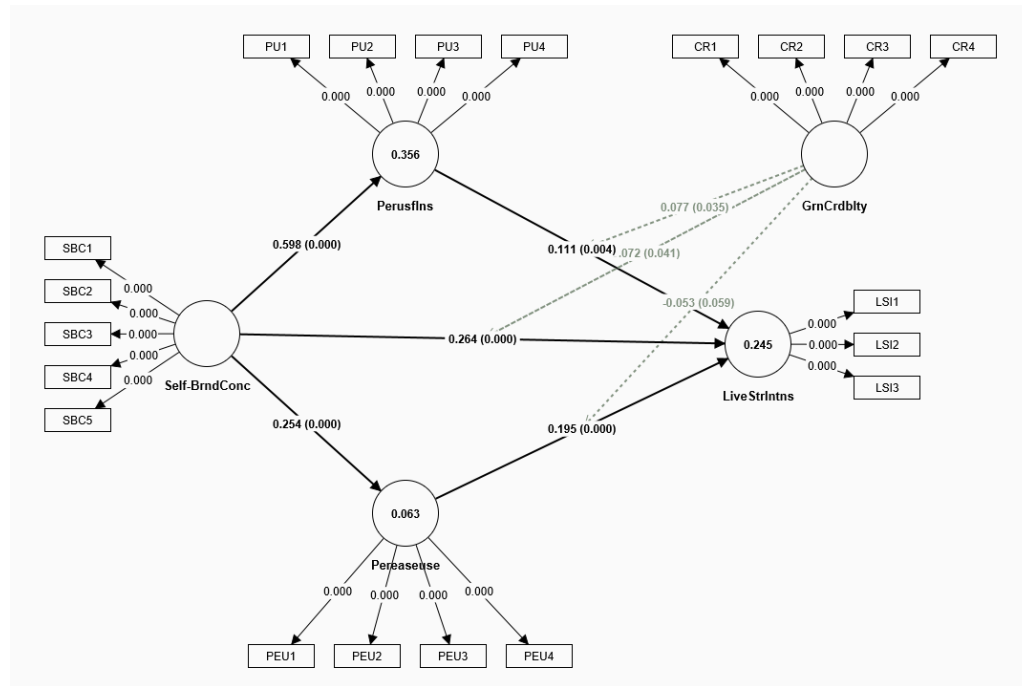 PU1
PU2
PU3
PU4
CR1
CR2
CR3
CR4
0.000
0.000
0.000
0.000
0.000
0.000
0.000
0.000
0.356
PerusflnsGrnCrdblty
0.077 (0.035)
0.598 (0.000)
0.111 (0.004)
.072 (0.041)
SBC1
SBC2
SBC3
SBC4
SBC5
0.000
0.000
0.000
0.000
0.000
Self-BrndConc
-0.053 (0.059)
0.264 (0.000)
0.245
LiveStrIntns
LSI1
LSI2
LSI3
0.000
0.000
0.000
0.254 (0.000)
0.195 (0.000)
0.063
Pereaseuse
0.000
0.000
0.000
0.000
PEU1
PEU2
PEU3
PEU4